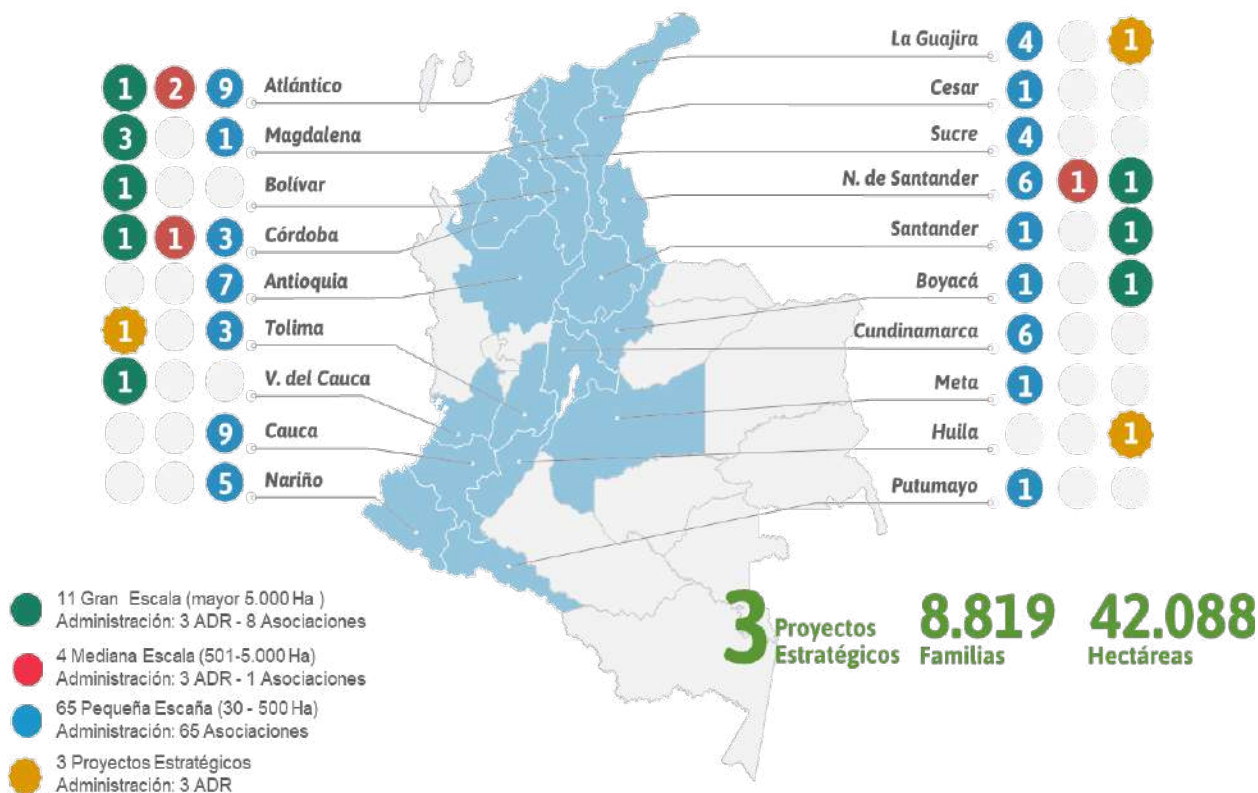 1 2 9 Atlántico
3 1 Magdalena
1 Bolívar
1 1 3 Córdoba
7 Antioquia
1 3 Tolima
1 V. del Cauca
9 Cauca
5 Nariño
La Guajira 4 1
Cesar 1
Sucre 4
N. de Santander 6 1 1
Santander 1 1
Boyacá 1 1
Cundinamarca 6
Meta 1
Huila 1
Putumayo 1
11 Gran Escala (mayor 5.000 Ha )
Administración: 3 ADR - 8 Asociaciones
4 Mediana Escala (501-5.000 Ha)
Administración: 3 ADR - 1 Asociaciones
65 Pequeña Escaña (30 - 500 Ha)
Administración: 65 Asociaciones
3 Proyectos Estratégicos
Administración: 3 ADR
3 Proyectos
Estratégicos
8.819
Familias
42.088
Hectáreas